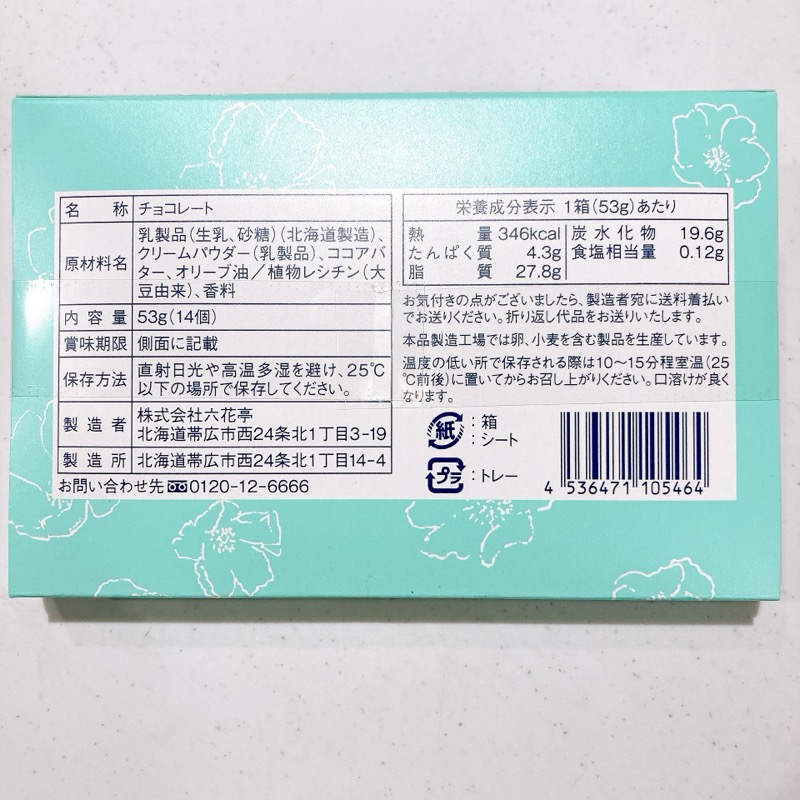 名称 チョコレート
原材料名 乳製品(生乳、砂糖)(北海道製造)、
クリームパウダー(乳製品)、ココアバ
ター、オリーブ油／植物レシチン(大
豆由来)、香料
内容量 53g(14個)
賞味期限 側面に記載
保存方法 直射日光や高温多湿を避け、25℃
以下の場所で保存してください。
製造者 株式会社六花亭
北海道帯広市西24条北1丁目3-19
製造所 北海道帯広市西24条北1丁目14-4
お問い合わせ先 0120-12-6666
栄養成分表示 1箱(53g)あたり
熱量 346kcal 炭水化物 19.6g
たんぱく質 4.3g 食塩相当量 0.12g
脂質 27.8g
お気付きの点がございましたら、製造者宛に送料着払い
でお送りください。折り返し代品をお送りいたします。
本品製造工場では卵、小麦を含む製品を生産しています。
温度の低い所で保存される際は10～15分程室温(25
℃前後)に置いてからお召し上がりください。口溶けが良く
なります。
紙 ：箱
：シート
プラ ：トレー
4 536471 105464